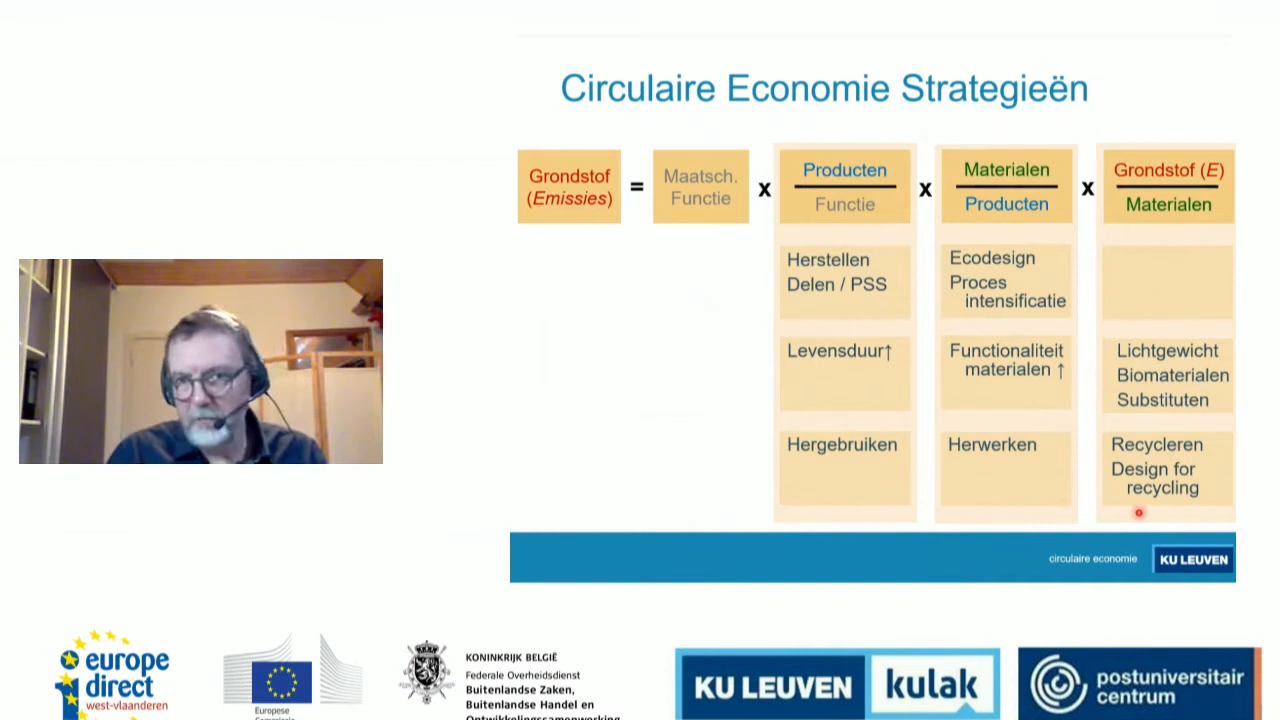 Circulaire Economie Strategieën
Grondstof
(Emissies)
=
Maatsch.
Functie
x
Producten
Functie
x
Materialen
Producten
x
Grondstof (E)
Materialen
Herstellen
Delen / PSS
Ecodesign
Proces
intensificatie
Levensduur↑
Functionaliteit
materialen ↑
Lichtgewicht
Biomaterialen
Substituten
Hergebruiken
Herwerken
Recycleren
Design for
recycling
circulaire economie
KU LEUVEN
europe
direct
west-vlaanderen
Europese
Commissie
KONINKRIJK BELGIË
Federale Overheidsdienst
Buitenlandse Zaken,
Buitenlandse Handel en
Ontwikkelingssamenwerking
KU LEUVEN
kulak
postuniversitair
centrum